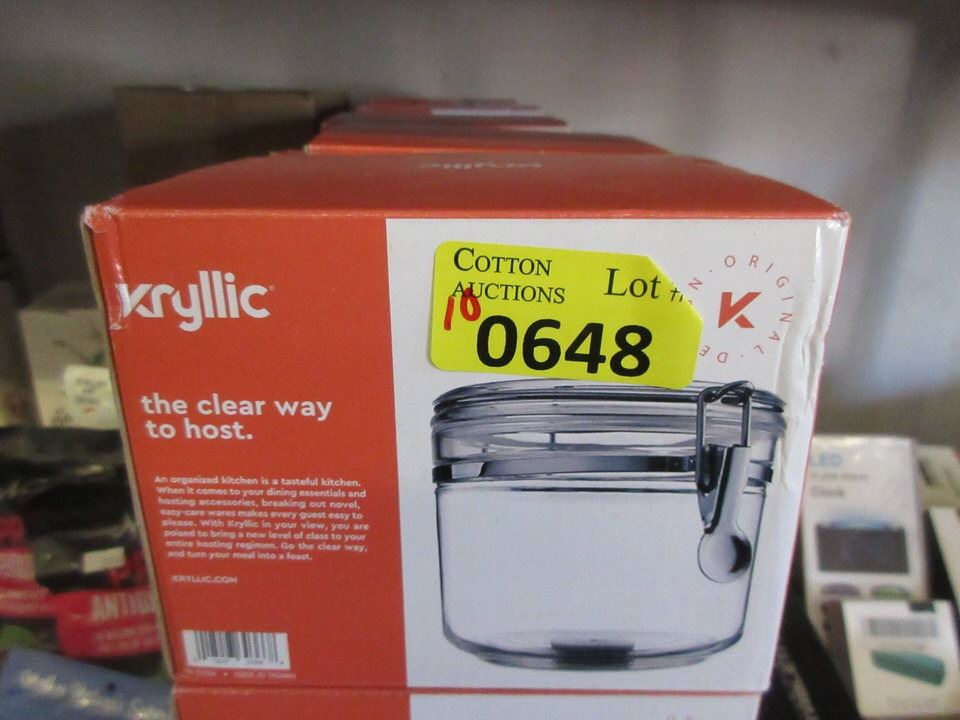 kryllic
COTTON
AUCTIONS
Lot
10
0648
ORIGINAL
K
kryllic
the clear way
to host.
An organized kitchen is a tasteful kitchen.
When it comes to your dining essentials and
hosting accessories, breaking out novel,
easy-care wares makes every guest easy to
please. With Kryllic in your view, you are
poised to bring a new level of class to your
entire hosting regimen. Go the clear way,
and turn your meal into a feast.
KRYLLIC.COM